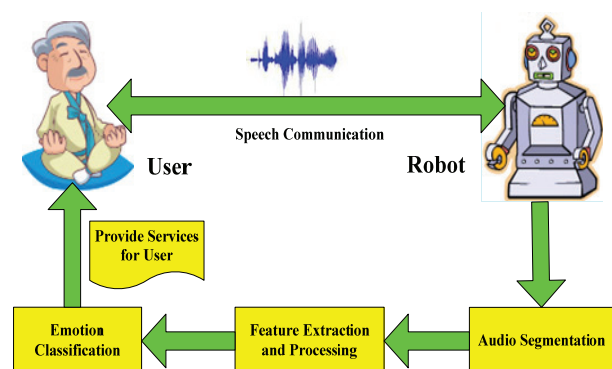 Speech Communication
User
Robot
Provide Services
for User
Emotion
Classification
Feature Extraction
and Processing
Audio Segmentation